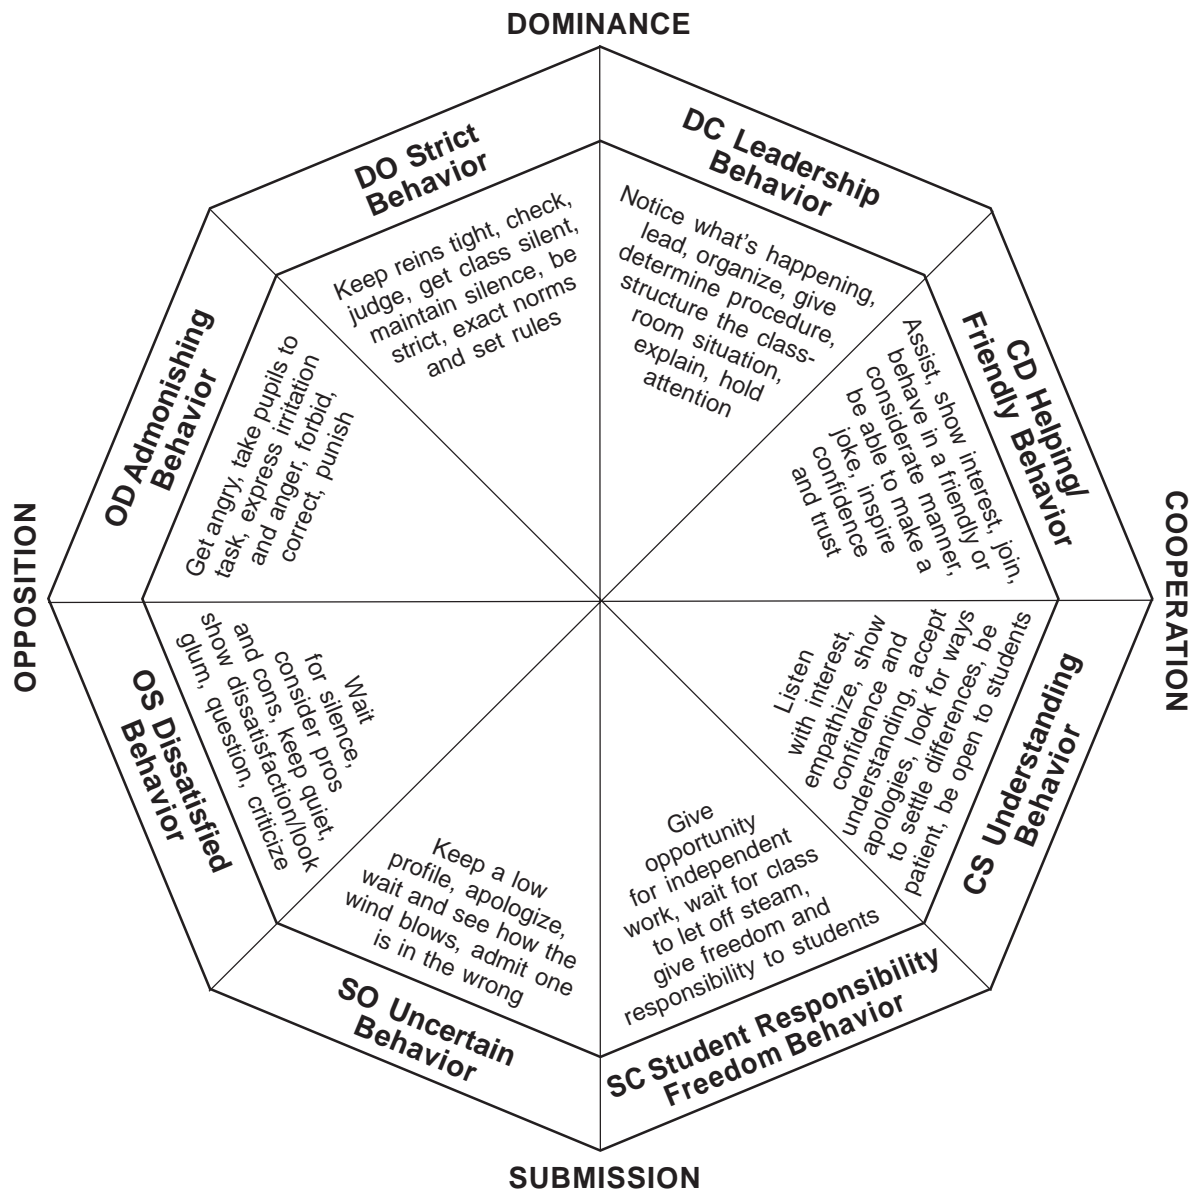 DOMINANCE
DC Leadership
Behavior
Notice what's happening,
lead, organize, give
determine procedure,
structure the class-
room situation,
explain, hold
attention
CD Helping/
Friendly Behavior
Assist, show interest, join,
behave in a friendly or
considerate manner,
be able to make a
joke, inspire
confidence
and trust
COOPERATION
CS Understanding
Behavior
Listen
with interest,
empathize, show
confidence and
understanding, accept
apologies, look for ways
to settle differences, be
patient, be open to students
SC Student Responsibility
Freedom Behavior
Give
opportunity
for independent
work, wait for class
to let off steam,
give freedom and
responsibility to students
SUBMISSION
SO Uncertain
Behavior
Keep a low
profile, apologize,
wait and see how the
wind blows, admit one
is in the wrong
OS Dissatisfied
Behavior
Wait
for silence,
consider pros
and cons, keep quiet,
show dissatisfaction/look
glum, question, criticize
OPPOSITION
OD Admonishing
Behavior
Get angry, take pupils to
task, express irritation
and anger, forbid,
correct, punish
DO Strict
Behavior
Keep reins tight, check,
judge, get class silent,
maintain silence, be
strict, exact norms
and set rules